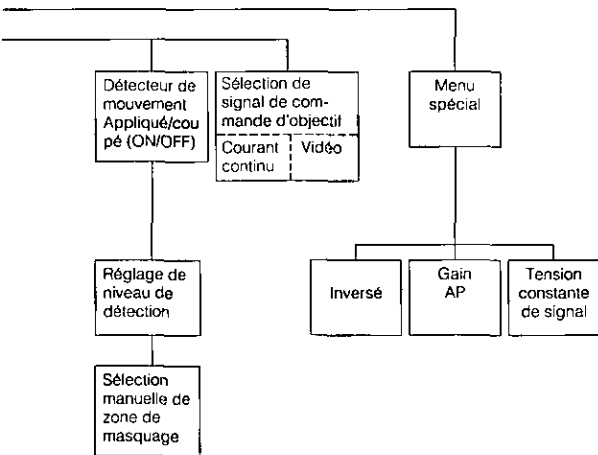 Détecteur de
mouvement
Appliqué/cou
pé (ON/OFF)
Sélection de
signal de com-
mande d'objectif
Courant
continu
Vidéo
Menu
spécial
Réglage de
niveau de
détection
Sélection
manuelle de
zone de
masquage
Inversé
Gain
AP
Tension
constante
de signal